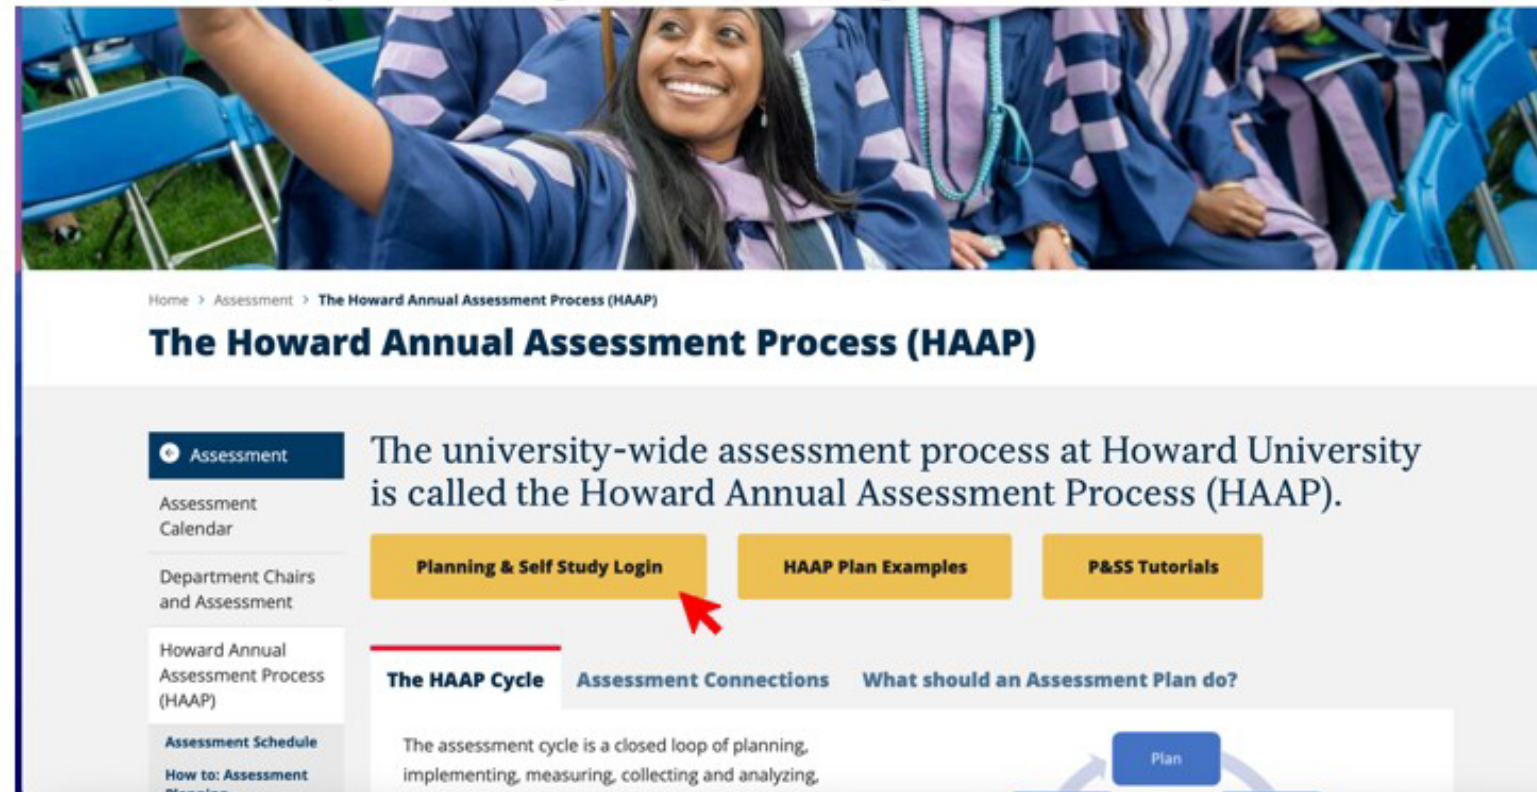 Home > Assessment > The Howard Annual Assessment Process (HAAP)
The Howard Annual Assessment Process (HAAP)
Assessment
Assessment
Calendar
Department Chairs
and Assessment
Howard Annual
Assessment Process
(HAAP)
Assessment Schedule
How to: Assessment
The university-wide assessment process at Howard University
is called the Howard Annual Assessment Process (HAAP).
Planning & Self Study Login
HAAP Plan Examples
P&SS Tutorials
The HAAP Cycle
Assessment Connections
What should an Assessment Plan do?
The assessment cycle is a closed loop of planning,
implementing, measuring, collecting and analyzing,
Plan